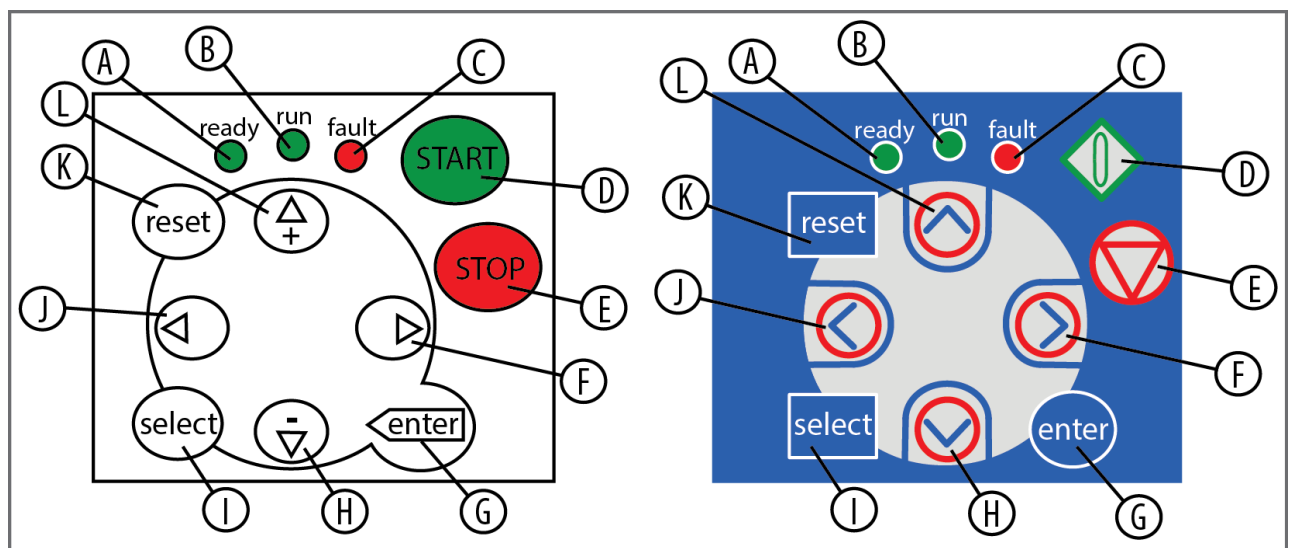 B
A
C
L
ready
run
fault
START
K
D
reset
+
STOP
J
E
F
select
-
enter
I
H
G
B
A
C
L
ready
run
fault
D
K
reset
J
E
F
select
enter
I
H
G